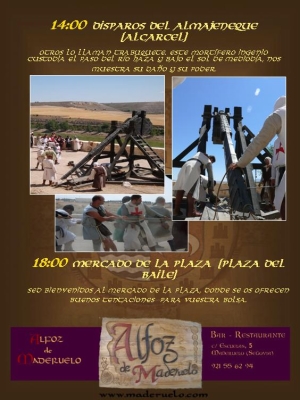 14:00 DISPAROS DEL ALMAJENEQUE
(ALCARCEL)
OTROS LO LLAMAN TRABUQUETE, ESTE MORTÍFERO INGENIO
CUSTODIA EL PASO DEL RÍO RIAZA Y BAJO EL SOL DE MEDIODÍA, NOS
MUESTRA SU DAÑO Y SU PODER.
18:00 MERCADO DE LA PLAZA (PLAZA DEL
BAILE)
SED BIENVENIDOS AL MERCADO DE LA PLAZA, DONDE SE OS OFRECEN
BUENOS TENTACIONES PARA VUESTRA BOLSA.
ALFOZ
DE
MADERUELO
Alfoz
de Maderuelo
BAR - RESTAURANTE
C/ ESCUELAS, 5
MADERUELO (SEGOVIA)
921 55 62 94
www.maderuelo.com